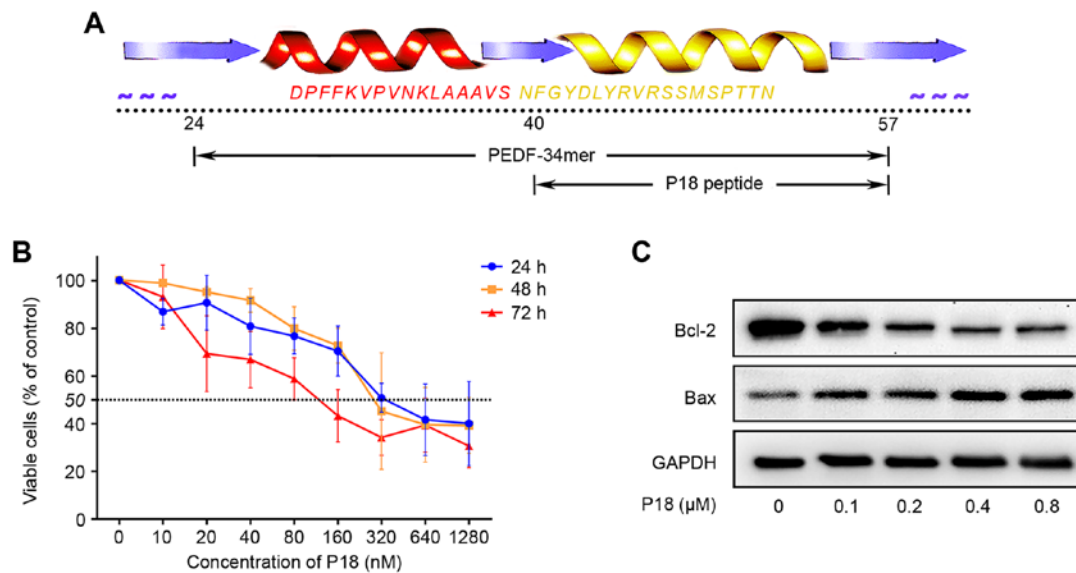 A
DPFFKVPVNKLAAAVS NFGYDLYRVRSSMSPTTN
24 40 57
PEDF-34mer
P18 peptide
B
24 h
48 h
72 h
Viable cells (% of control)
100
80
60
50
40
20
0
0 10 20 40 80 160 320 640 1280
Concentration of P18 (nM)
C
Bcl-2
Bax
GAPDH
P18 (μM) 0 0.1 0.2 0.4 0.8